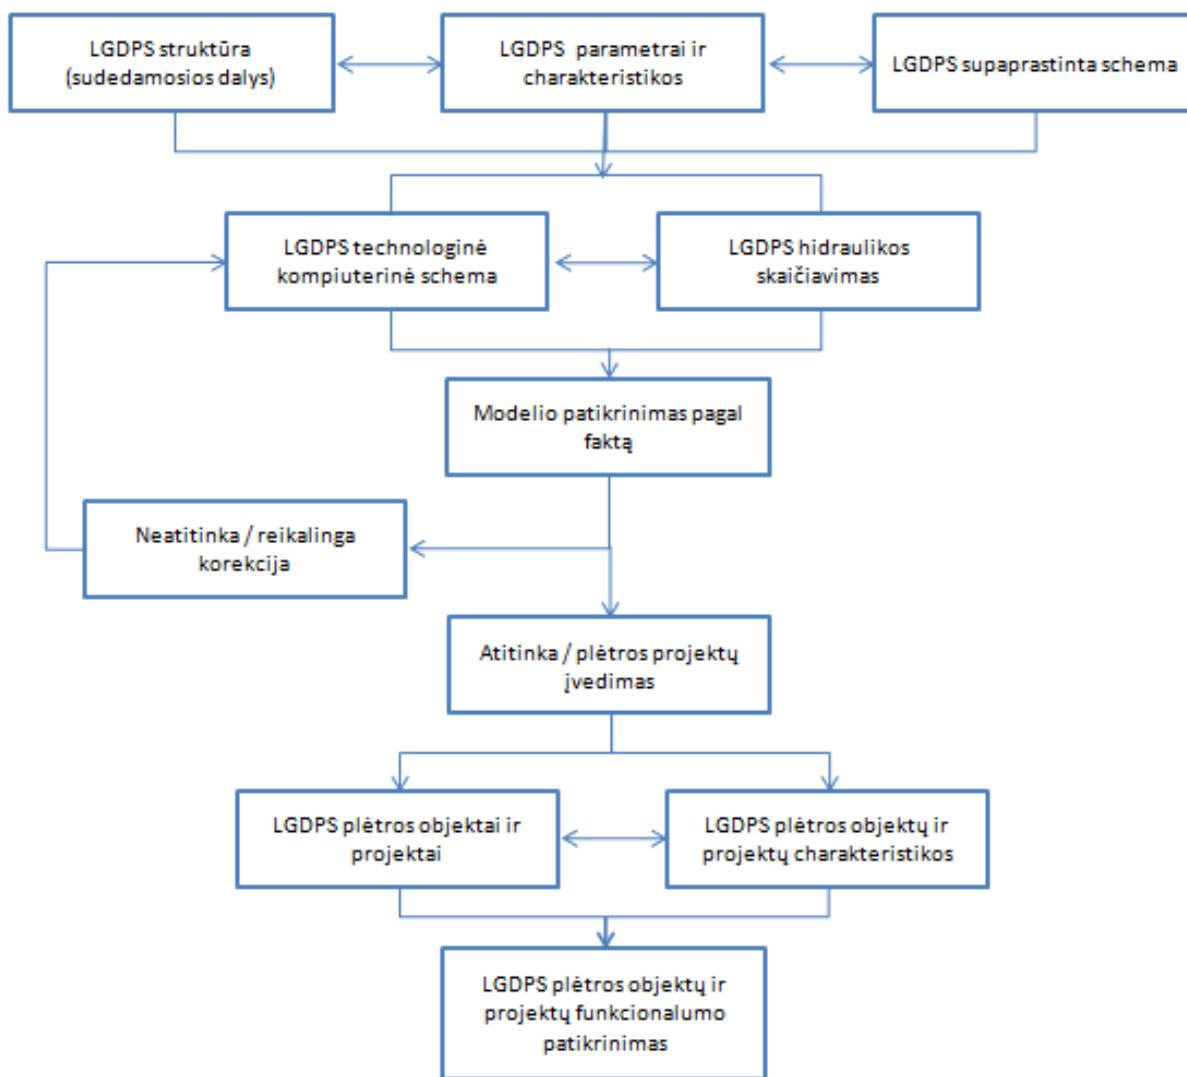 LGDPS struktūra
(sudedamosios dalys)
LGDPS parametrai ir
charakteristikos
LGDPS supaprastinta schema
LGDPS technologinė
kompiuterinė schema
LGDPS hidraulikos
skaičiavimas
Modelio patikrinimas pagal
faktą
Neatitinka / reikalinga
korekcija
Atitinka / plėtros projektų
įvedimas
LGDPS plėtros objektai ir
projektai
LGDPS plėtros objektų ir
projektų charakteristikos
LGDPS plėtros objektų ir
projektų funkcionalumo
patikrinimas